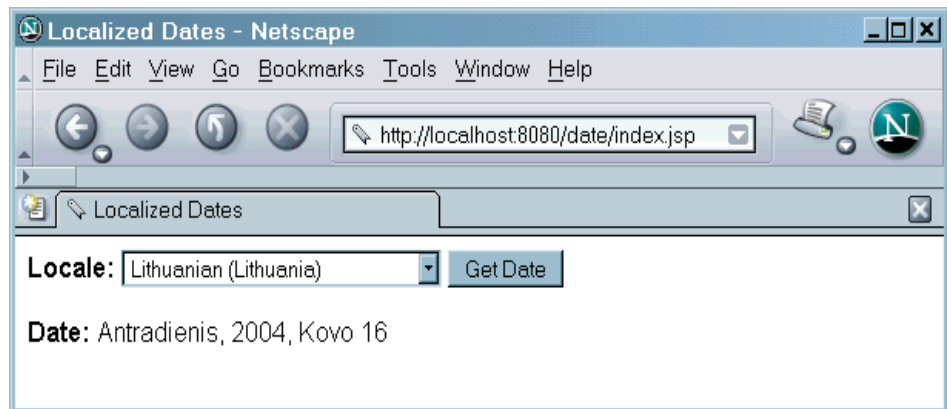 Localized Dates - Netscape
File Edit View Go Bookmarks Tools Window Help
http://localhost:8080/date/index.jsp
N
Localized Dates
Locale: Lithuanian (Lithuania) Get Date
Date: Antradienis, 2004, Kovo 16